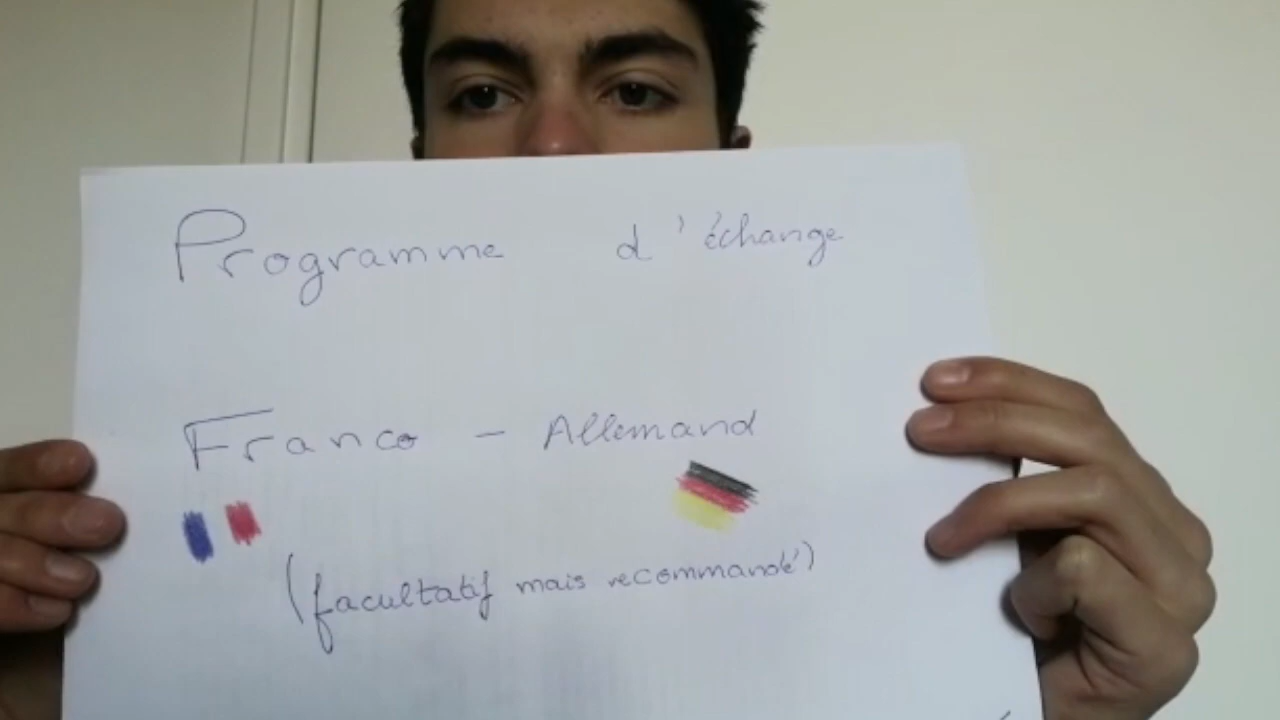 Programme d'échange
Franco - Allemand
(facultatif mais recommandé)